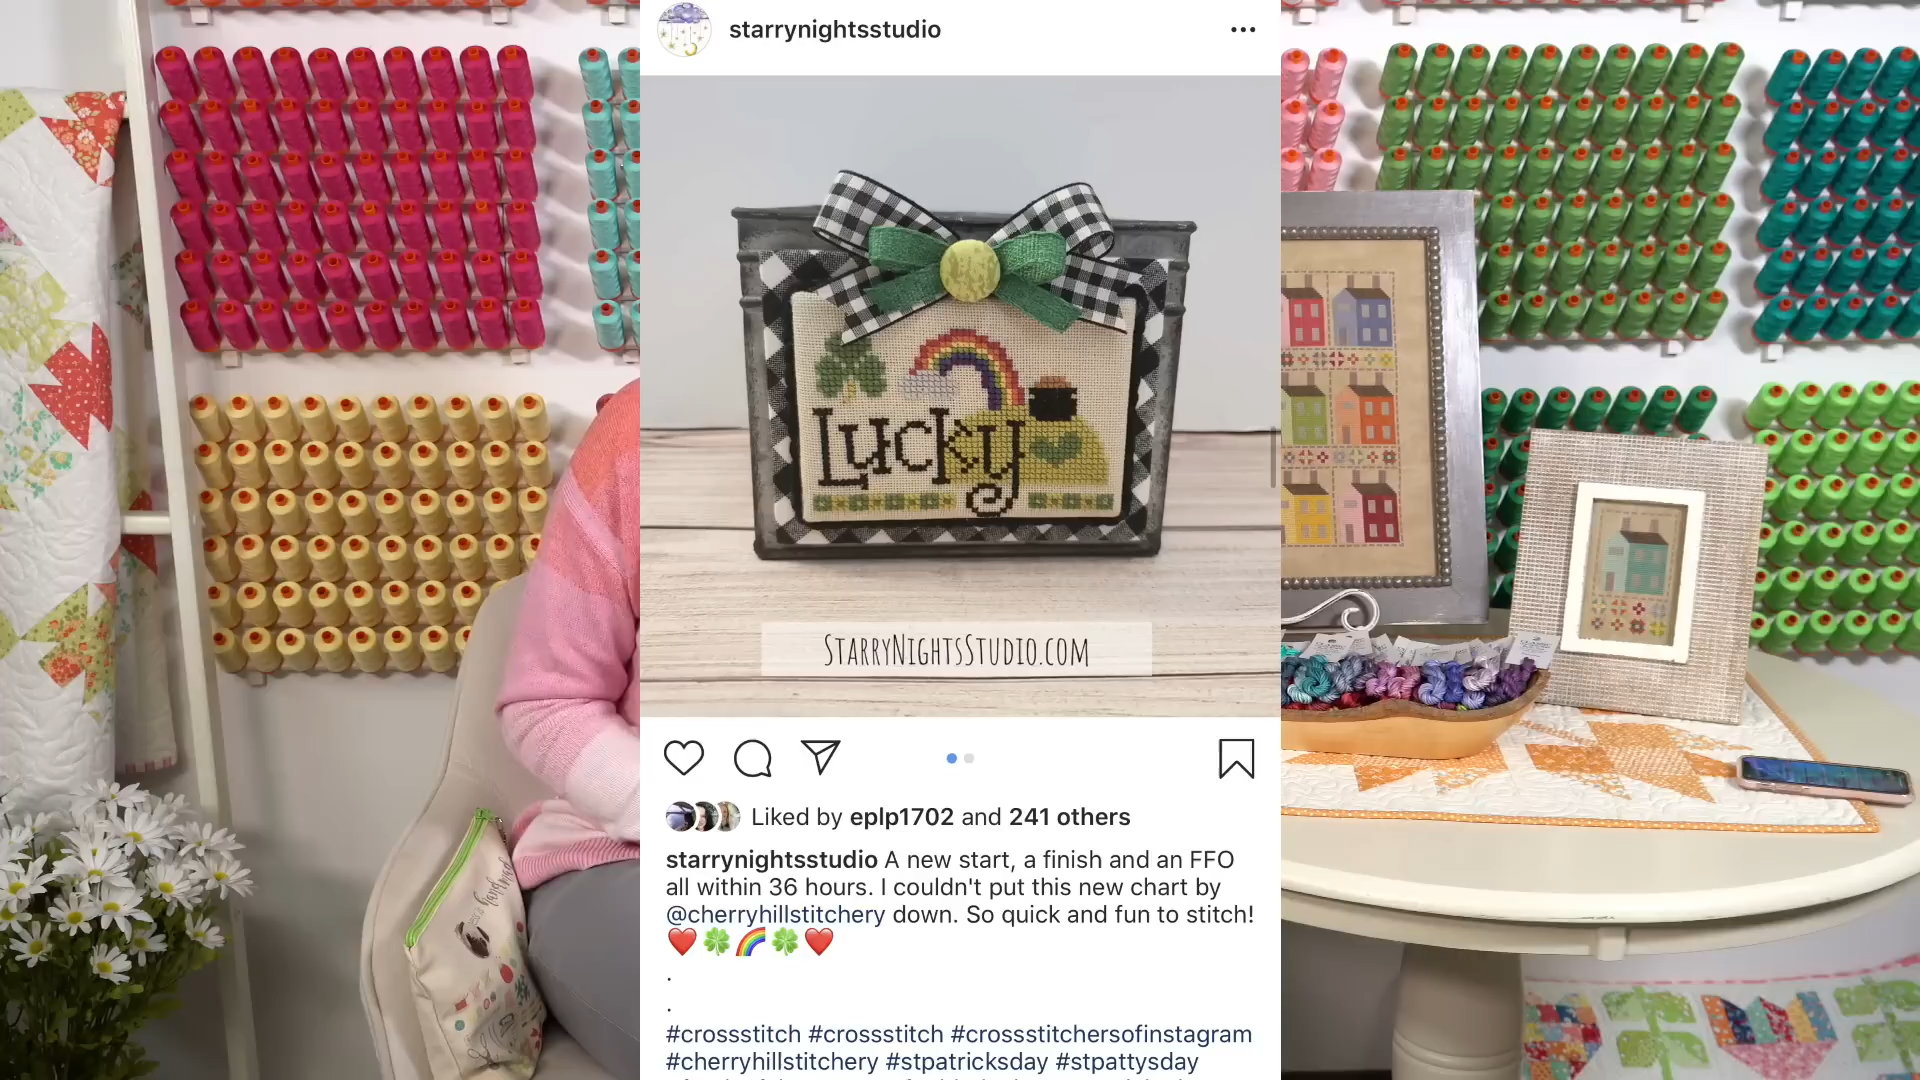 starrynightsstudio
Lucky
StarryNightsStudio.com
Liked by eplp1702 and 241 others
starrynightsstudio A new start, a finish and an FFO
all within 36 hours. I couldn't put this new chart by
@cherryhillstitchery down. So quick and fun to stitch!
❤️🍀🌈🍀❤️
.
.
#crossstitch #crossstitch #crossstitchersofinstagram
#cherryhillstitchery #stpatricksday #stpattysday